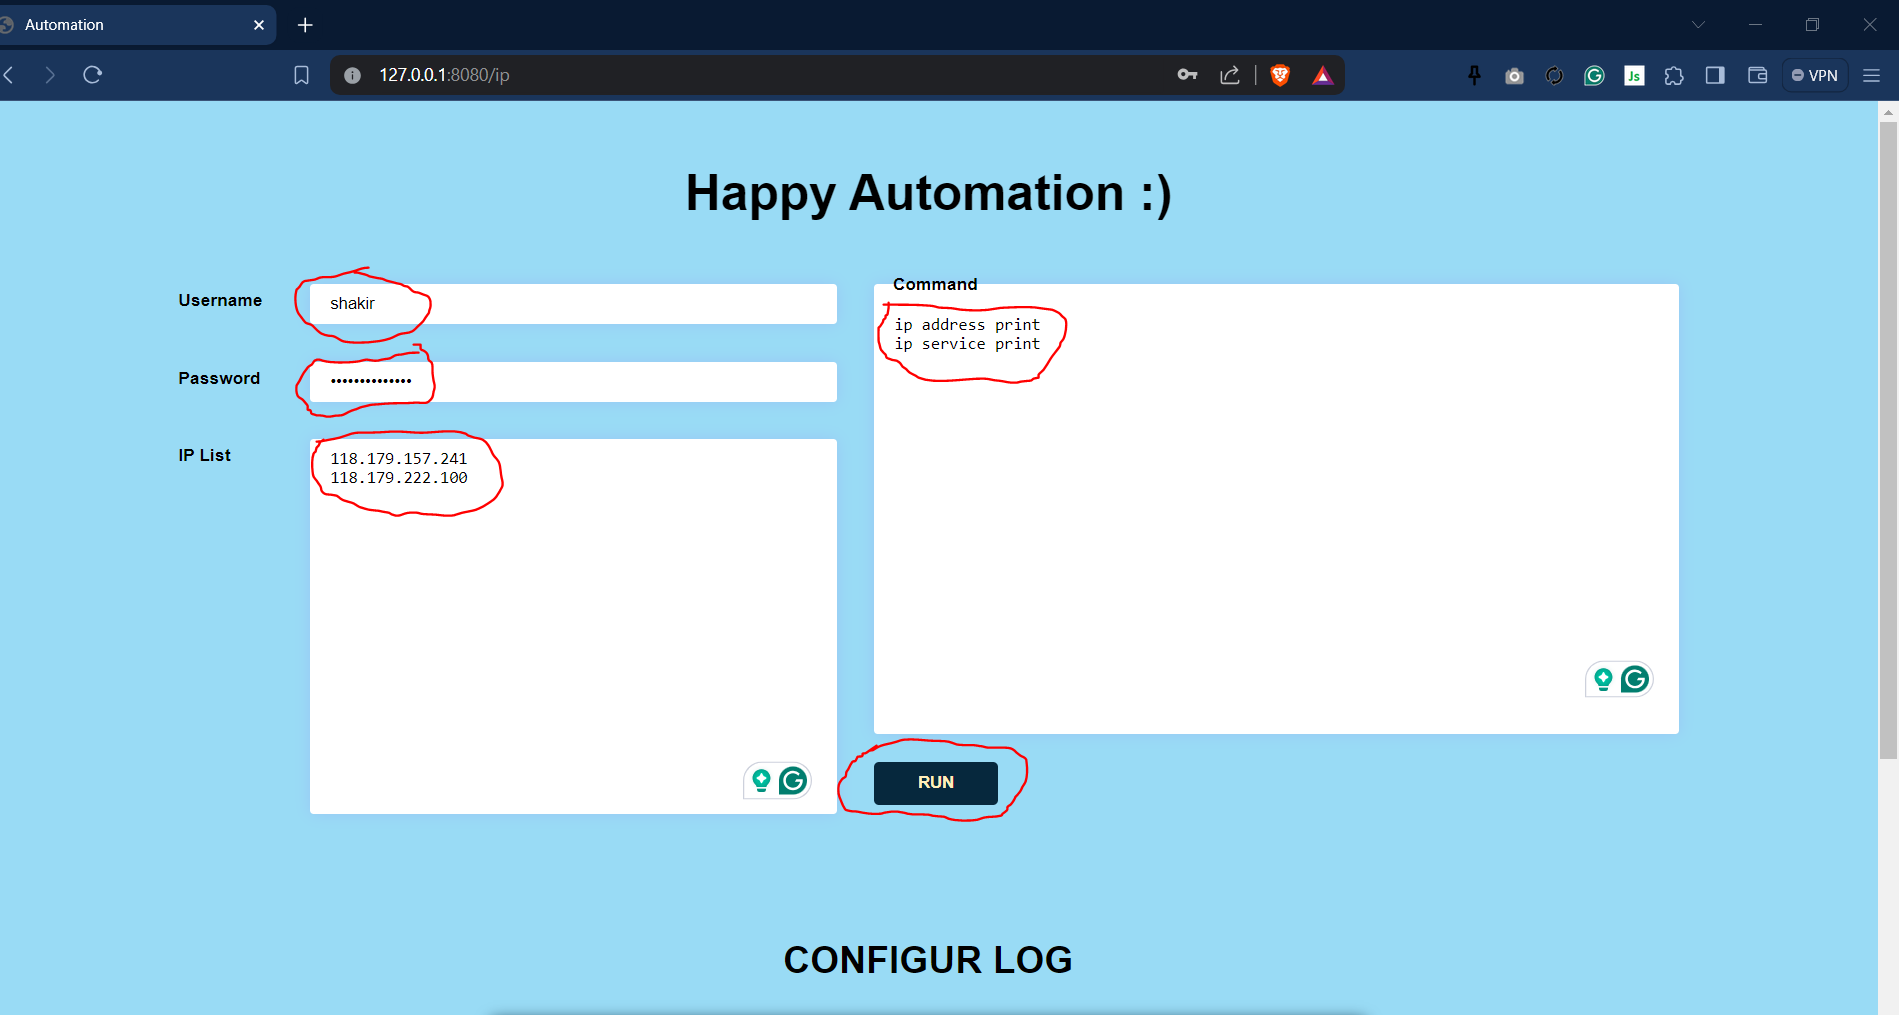 Automation
127.0.0.1:8080/ip
Js
VPN
Happy Automation :)
Username
shakir
Password
••••••••••••••
IP List
118.179.157.241
118.179.222.100
Command
ip address print
ip service print
RUN
CONFIGUR LOG